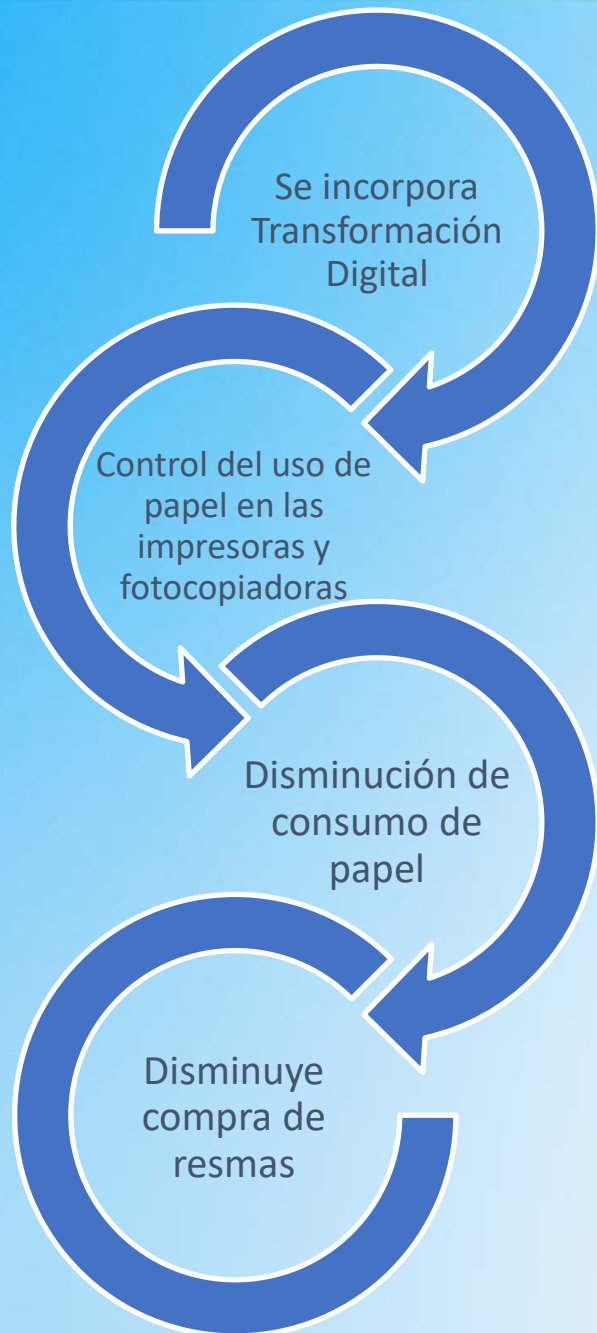 Se incorpora
Transformación
Digital
Control del uso de
papel en las
impresoras y
fotocopiadoras
Disminución de
consumo de
papel
Disminuye
compra de
resmas